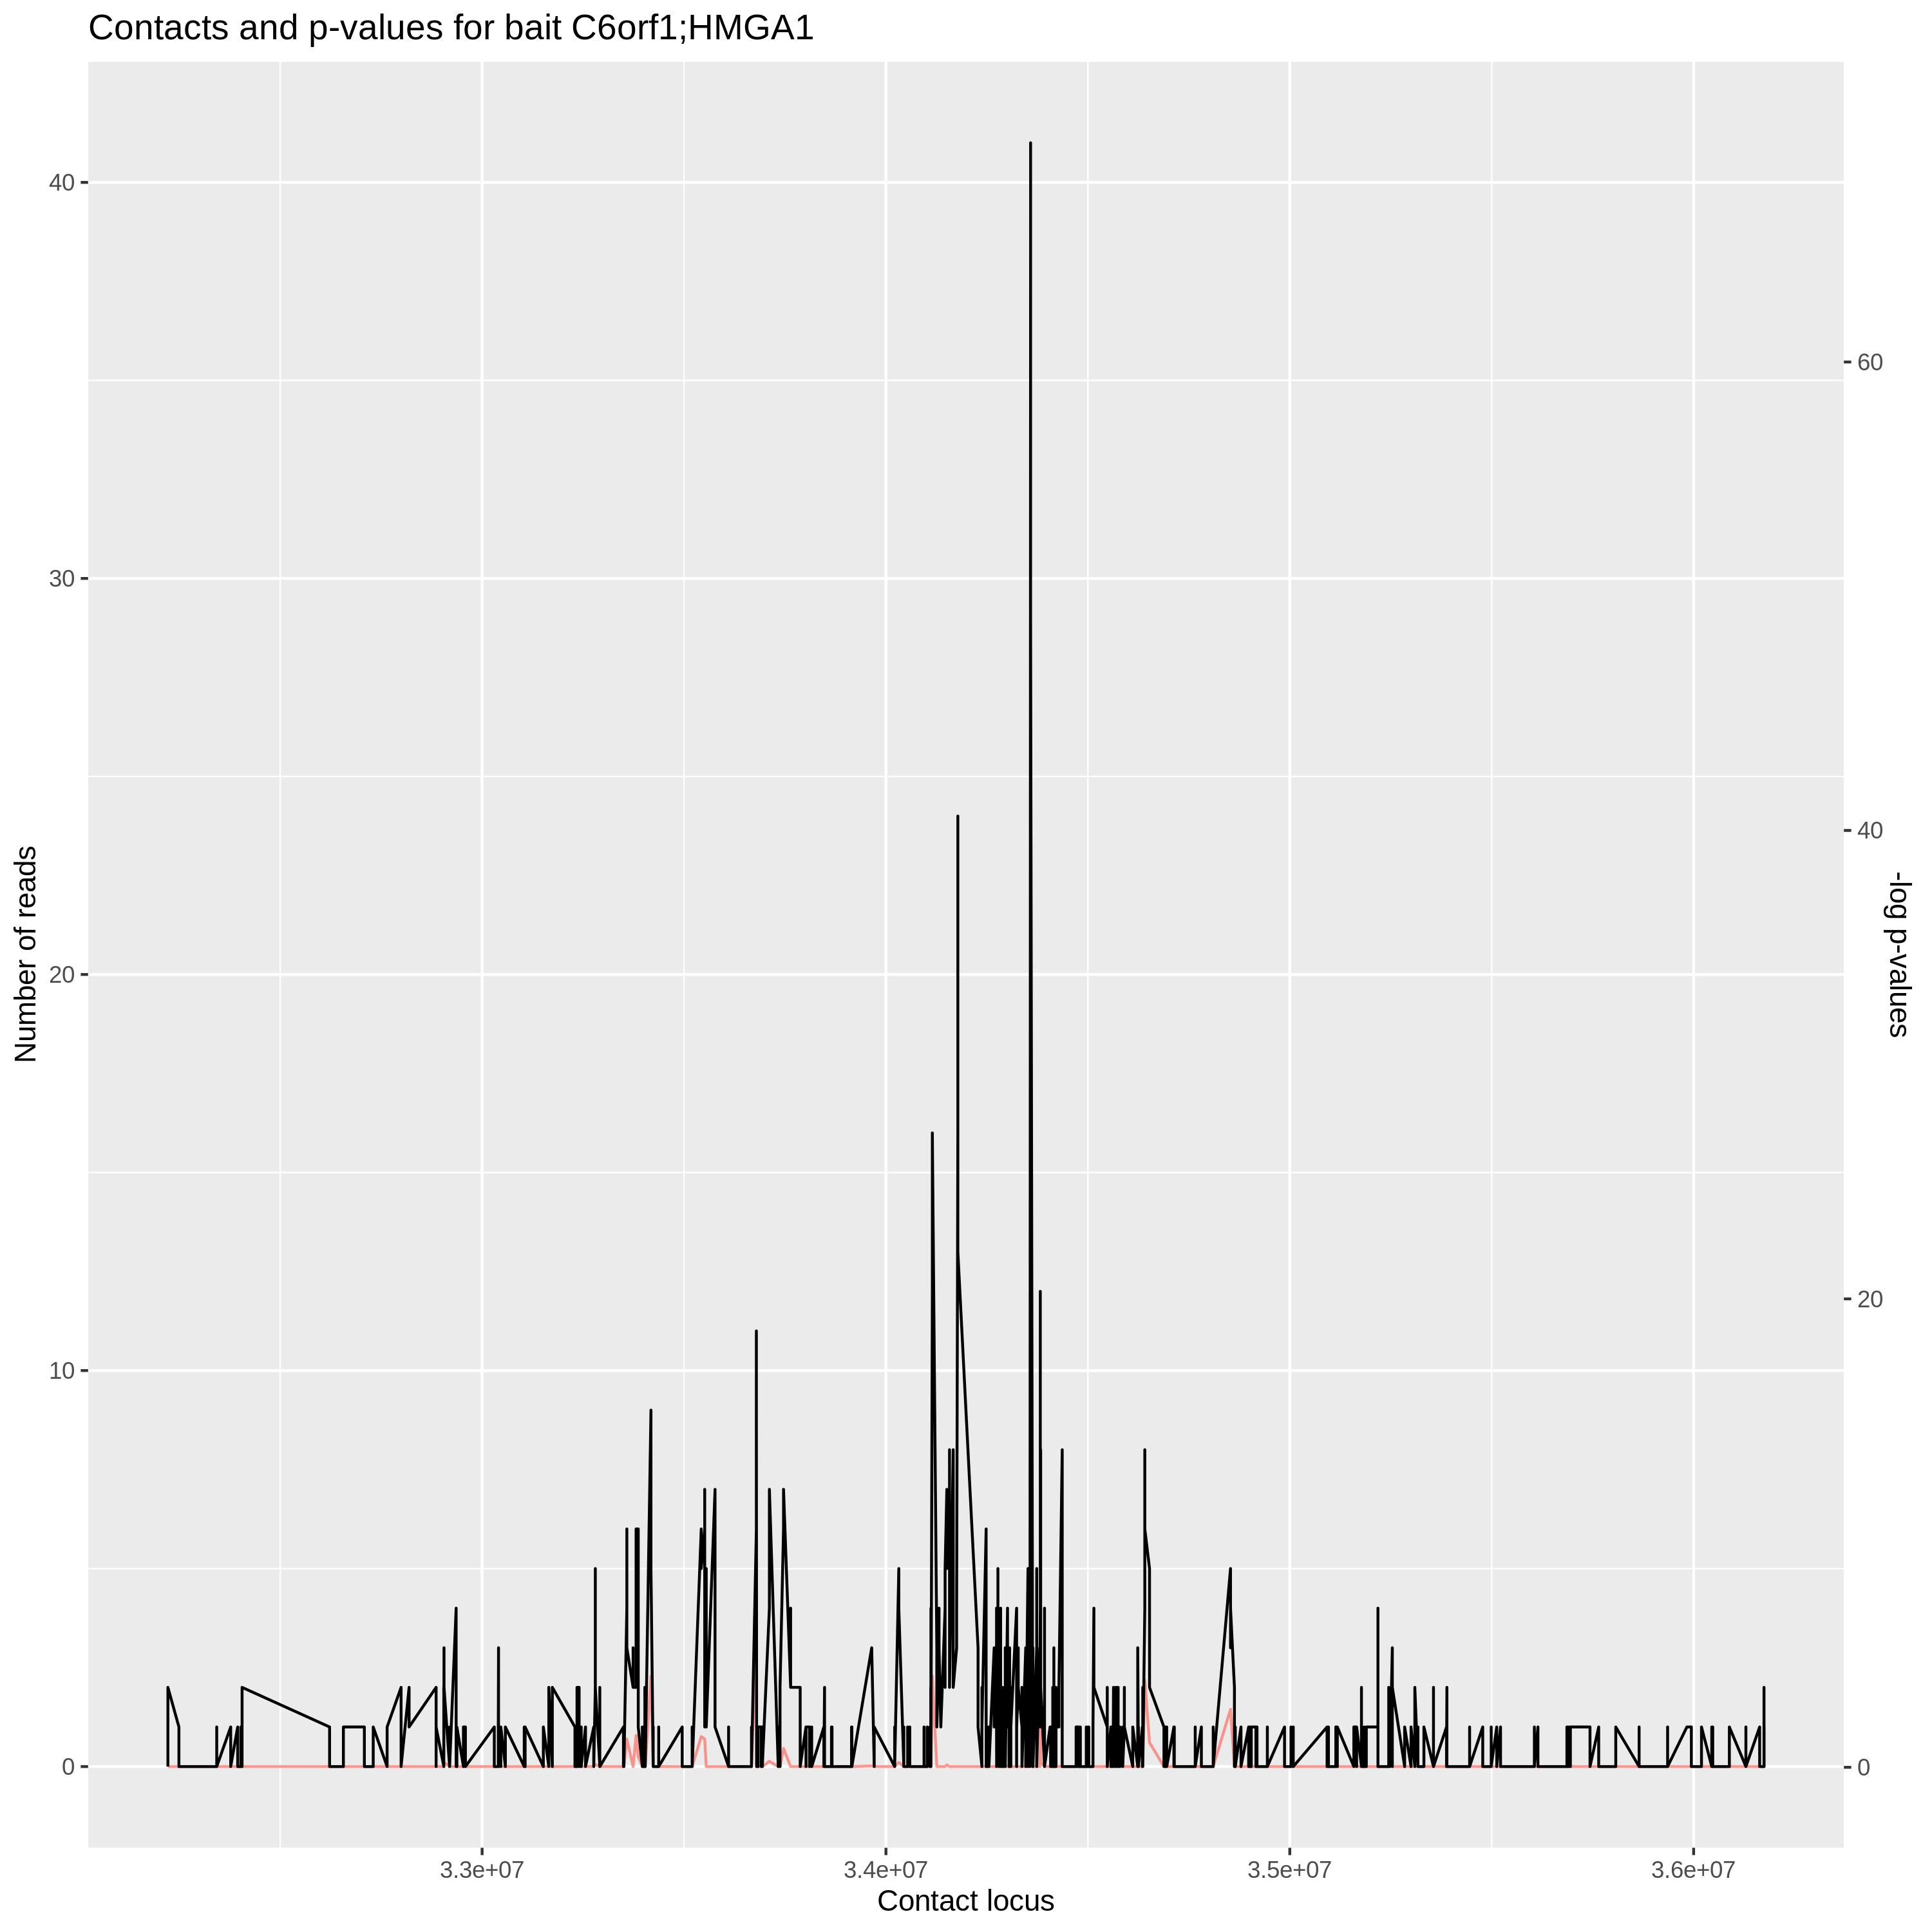 Contacts and p-values for bait C6orf1;HMGA1
40
30
20
10
0
Number of reads
60
40
20
0
-log p-values
3.3e+07
3.4e+07
3.5e+07
3.6e+07
Contact locus